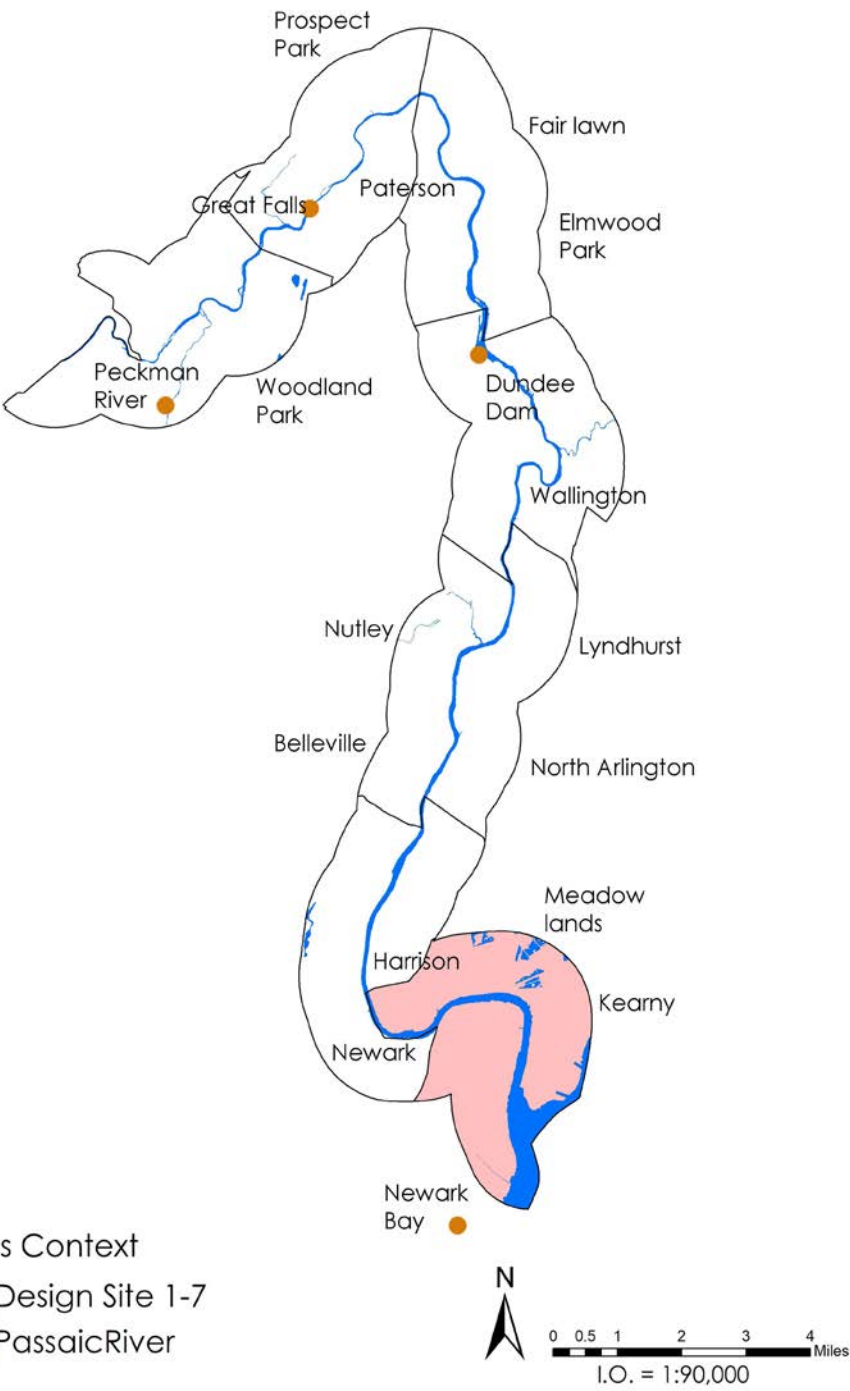 Prospect
Park
Fair lawn
Paterson
Great Falls
Elmwood
Park
Peckman
River
Woodland
Park
Dundee
Dam
Wallington
Nutley
Lyndhurst
Belleville
North Arlington
Meadow
lands
Harrison
Kearny
Newark
Newark
Bay
s Context
Design Site 1-7
PassaicRiver
N
0 0.5 1 2 3 4
Miles
I.O. = 1:90,000